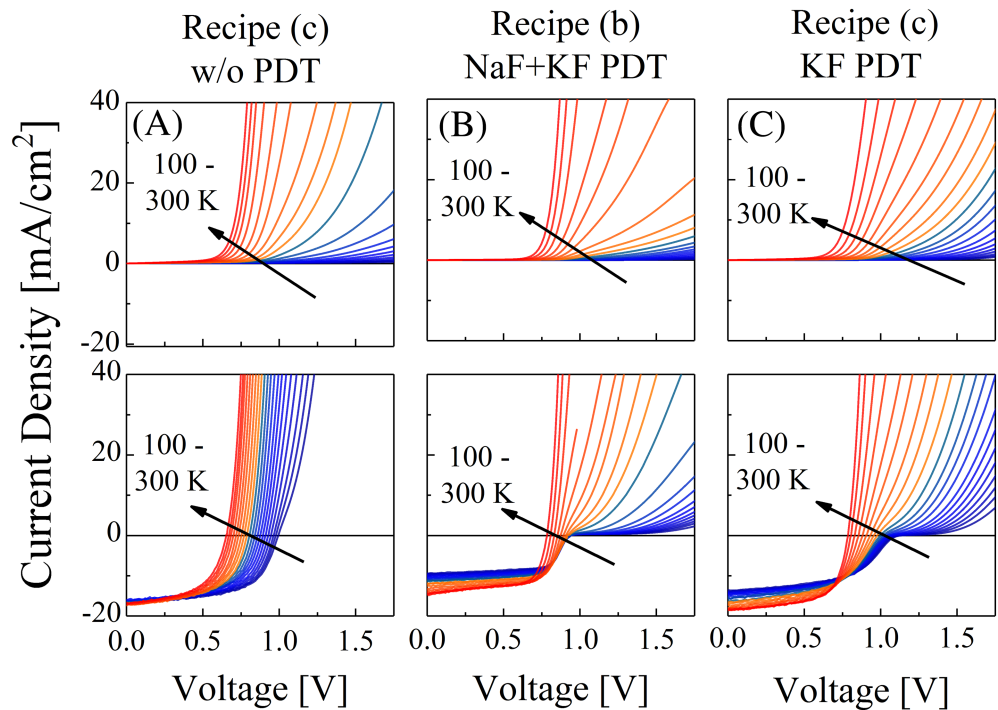 Recipe (c)
w/o PDT
Recipe (b)
NaF+KF PDT
Recipe (c)
KF PDT
Current Density [mA/cm²]
40
20
0
-20
(A)
100 -
300 K
(B)
100 -
300 K
(C)
100 -
300 K
40
20
0
-20
100 -
300 K
100 -
300 K
100 -
300 K
0.0 0.5 1.0 1.5
0.0 0.5 1.0 1.5
0.0 0.5 1.0 1.5
Voltage [V]
Voltage [V]
Voltage [V]